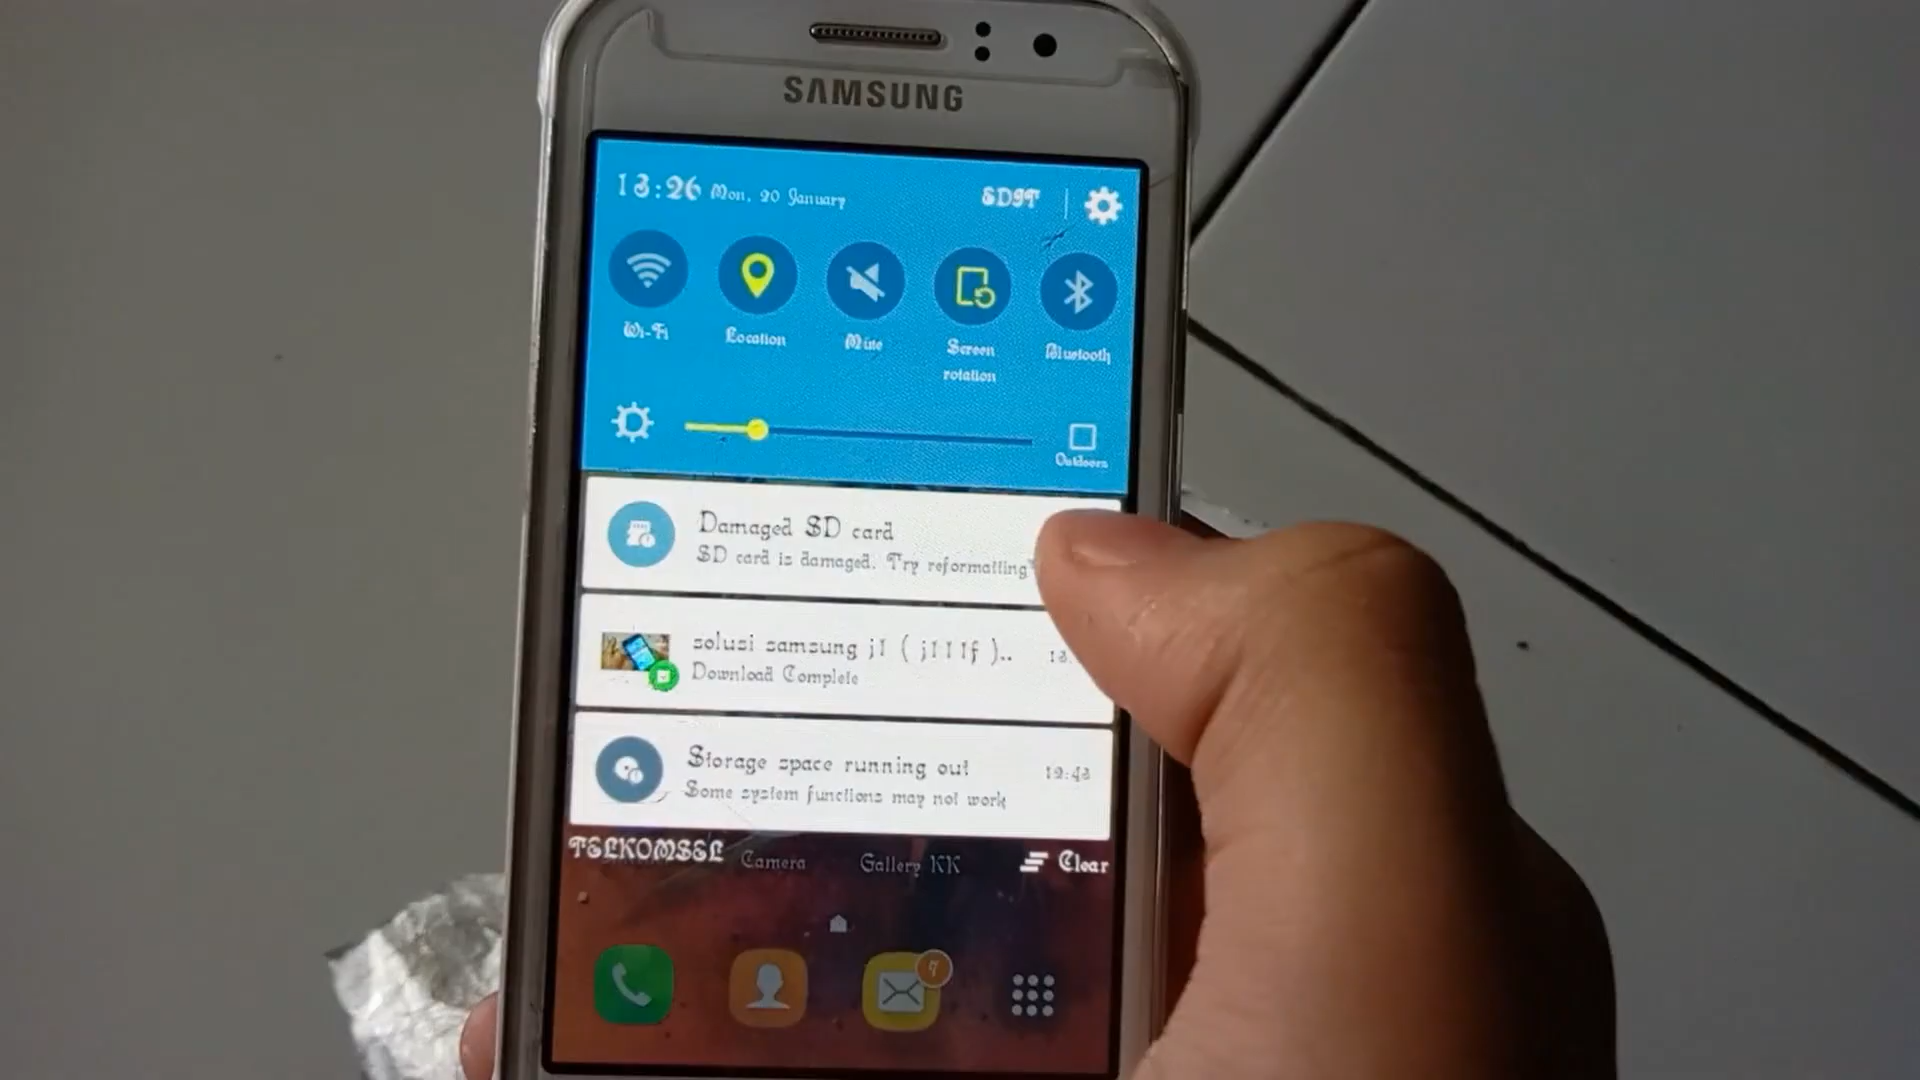 SAMSUNG
13:26 Mon, 20 January
Wi-Fi
Location
Mute
Screen
rotation
Bluetooth
Outdoors
Damaged SD card
SD card is damaged. Try reformatting
solusi samsung j1 ( j111f )..
Download Complete
Storage space running out 12:43
Some system functions may not work
TELKOMSEL Camera Gallery KK Clear
7